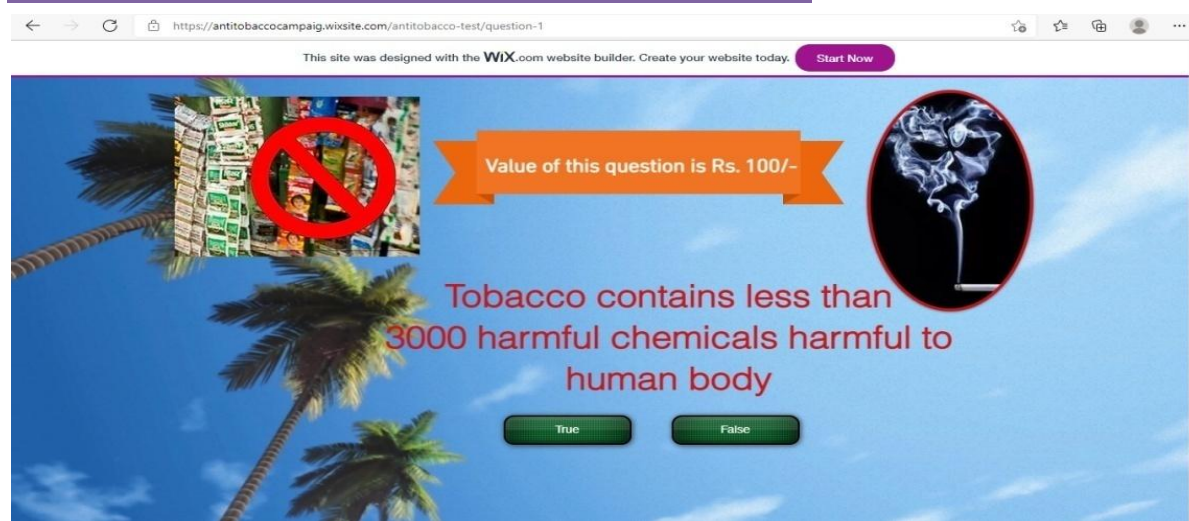 https://antitobaccocampaig.wixsite.com/antitobacco-test/question-1
This site was designed with the WiX.com website builder. Create your website today. Start Now
Value of this question is Rs. 100/-
Tobacco contains less than
3000 harmful chemicals harmful to
human body
True False